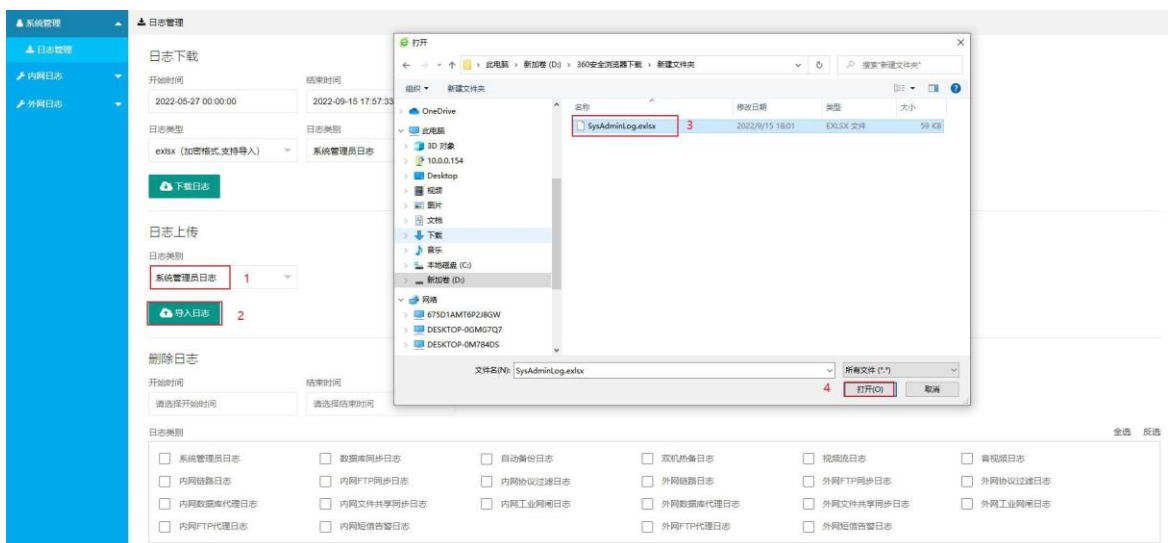 系统管理
日志管理
内网日志
外网日志
日志管理
日志下载
开始时间 结束时间
2022-05-27 00:00:00 2022-09-15 17:57:33
日志类型 日志类别
exlsx（加密格式,支持导入） 系统管理员日志
下载日志
日志上传
日志类别
系统管理员日志 1
导入日志 2
删除日志
开始时间 结束时间
请选择开始时间 请选择结束时间
日志类别 全选 反选
系统管理员日志 数据库同步日志 自动备份日志 双机热备日志 视频流日志 音视频日志
内网链路日志 内网FTP同步日志 内网协议过滤日志 外网链路日志 外网FTP同步日志 外网协议过滤日志
内网数据库代理日志 内网文件共享同步日志 内网工业网闸日志 外网数据库代理日志 外网文件共享同步日志 外网工业网闸日志
内网FTP代理日志 内网短信告警日志 外网FTP代理日志 外网短信告警日志
打开
此电脑 › 新加卷 (D:) › 360安全浏览器下载 › 新建文件夹 搜索"新建文件夹"
组织 新建文件夹
名称 修改日期 类型 大小
SysAdminLog.exlsx 3 2022/9/15 18:01 EXLSX 文件 59 KB
OneDrive
此电脑
3D 对象
10.0.0.154
Desktop
视频
图片
文档
下载
音乐
本地磁盘 (C:)
新加卷 (D:)
网络
675D1AMT6P2J8GW
DESKTOP-0GMG7Q7
DESKTOP-0M784DS
文件名(N): SysAdminLog.exlsx 所有文件 (*.*)
4 打开(O) 取消